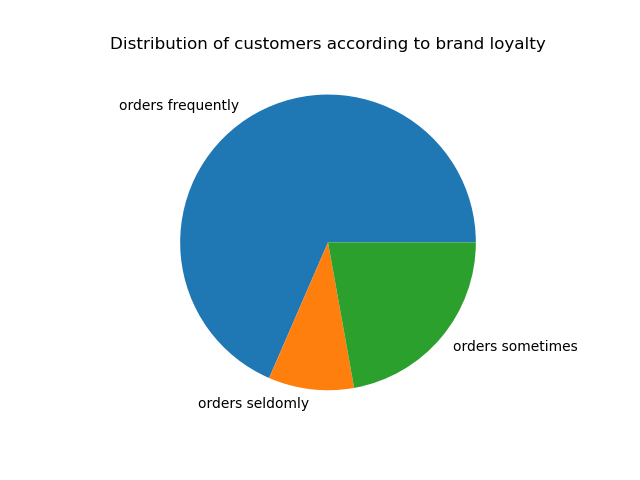 Distribution of customers according to brand loyalty
orders frequently
orders sometimes
orders seldomly